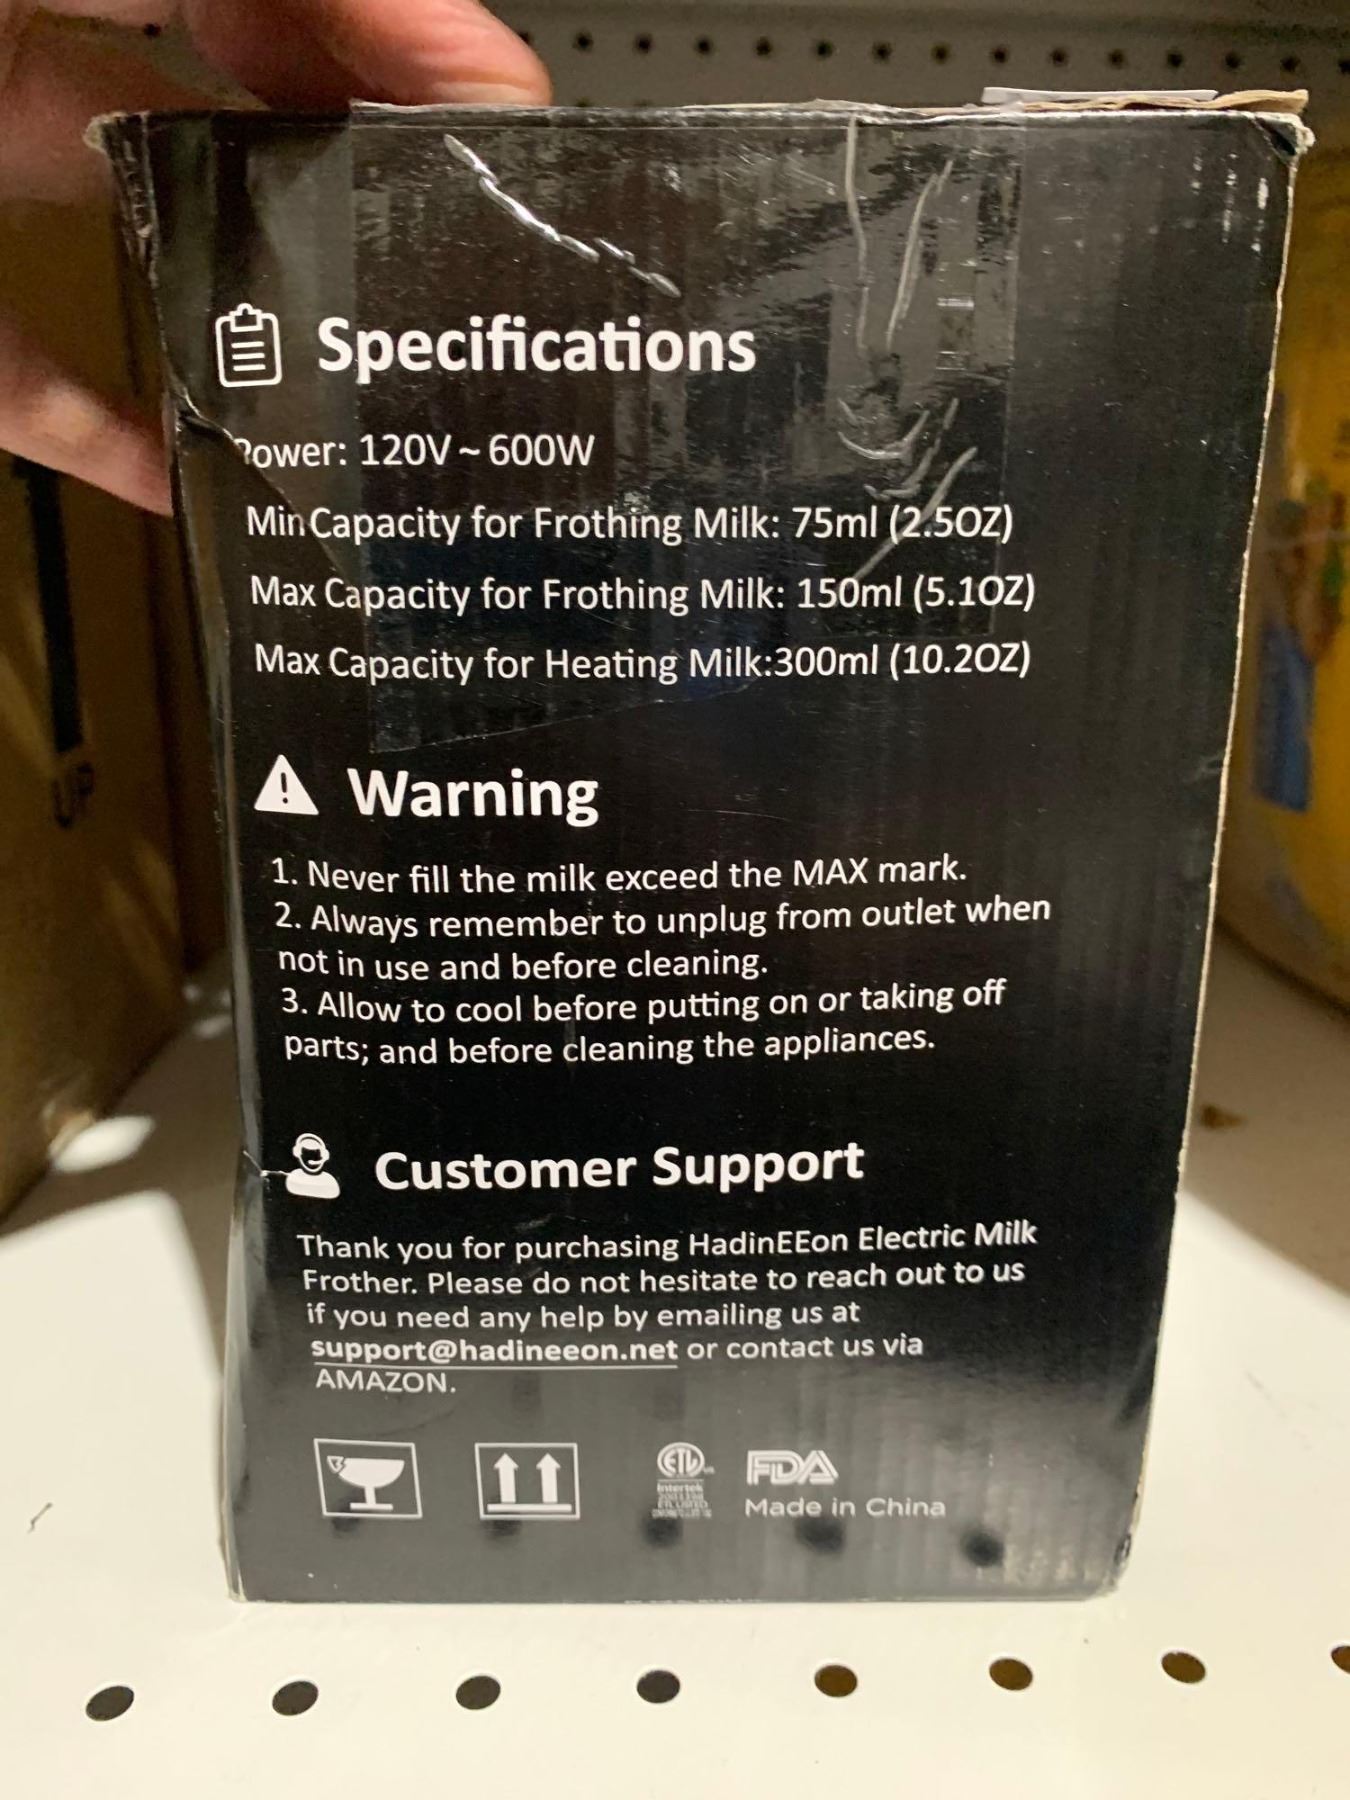 Specifications
Power: 120V ~ 600W
Min Capacity for Frothing Milk: 75ml (2.5OZ)
Max Capacity for Frothing Milk: 150ml (5.1OZ)
Max Capacity for Heating Milk:300ml (10.2OZ)
Warning
1. Never fill the milk exceed the MAX mark.
2. Always remember to unplug from outlet when
not in use and before cleaning.
3. Allow to cool before putting on or taking off
parts; and before cleaning the appliances.
Customer Support
Thank you for purchasing HadinEEon Electric Milk
Frother. Please do not hesitate to reach out to us
if you need any help by emailing us at
support@hadineeon.net or contact us via
AMAZON.
ETL
Intertek
FDA
Made in China
UP